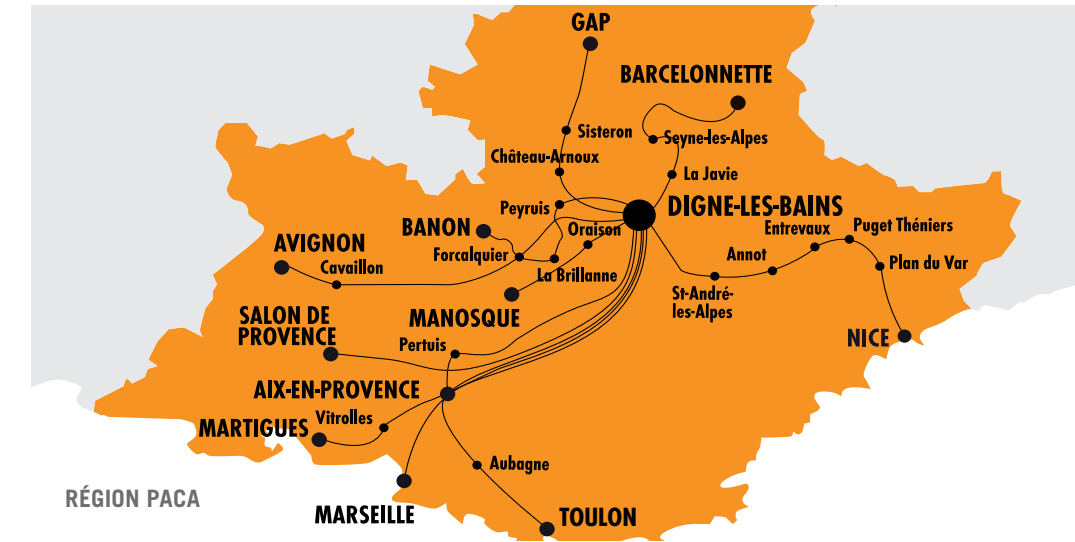 GAP
BARCELONNETTE
Sisteron
Seyne-les-Alpes
Château-Arnoux
La Javie
Peyruis
DIGNE-LES-BAINS
BANON
Oraison
Entrevaux
Puget Théniers
AVIGNON
Forcalquier
Annot
Cavaillon
La Brillanne
Plan du Var
St-André-
les-Alpes
SALON DE
PROVENCE
MANOSQUE
Pertuis
NICE
AIX-EN-PROVENCE
MARTIGUES
Vitrolles
Aubagne
RÉGION PACA
MARSEILLE
TOULON